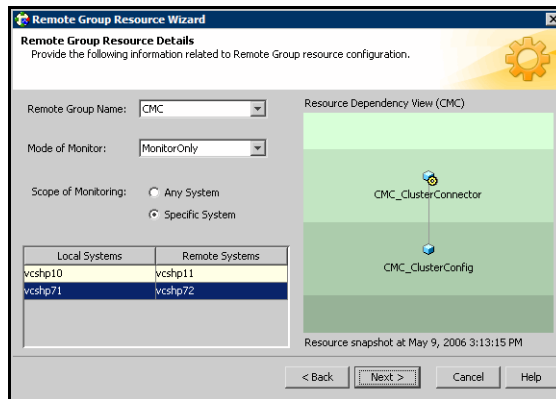 Remote Group Resource Wizard
Remote Group Resource Details
Provide the following information related to Remote Group resource configuration.
Remote Group Name:
CMC
Mode of Monitor:
MonitorOnly
Scope of Monitoring:
Any System
Specific System
Local Systems Remote Systems
vcshp10 vcshp11
vcshp71 vcshp72
Resource Dependency View (CMC)
CMC_ClusterConnector
CMC_ClusterConfig
Resource snapshot at May 9, 2006 3:13:15 PM
< Back Next > Cancel Help